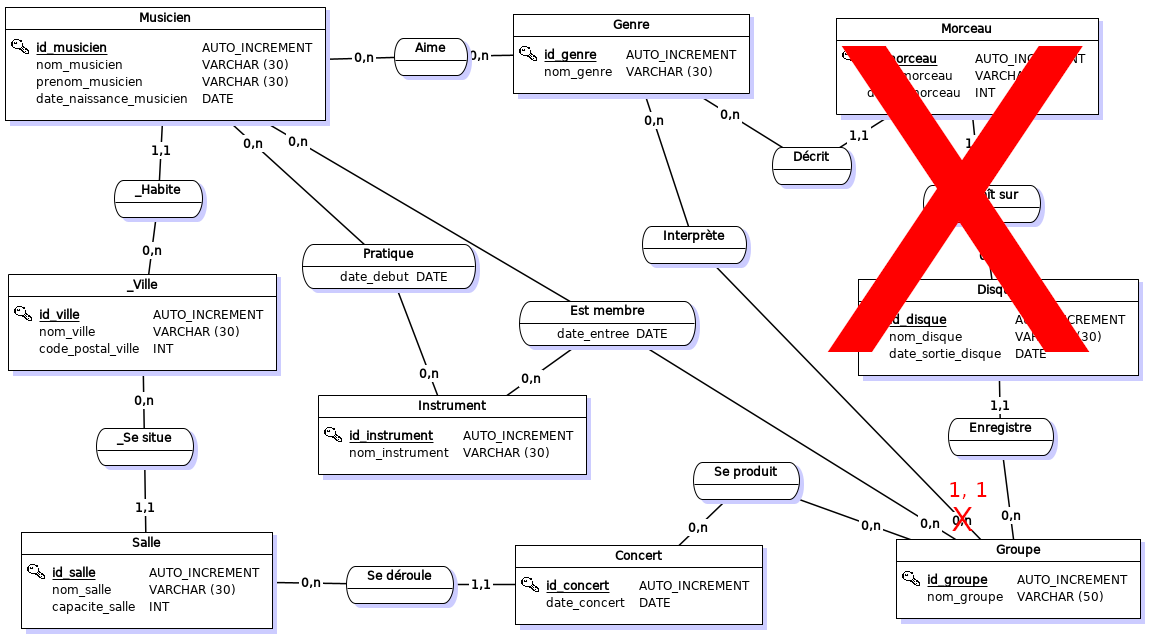 Musicien
id_musicien AUTO_INCREMENT
nom_musicien VARCHAR (30)
prenom_musicien VARCHAR (30)
date_naissance_musicien DATE
0,n
Aime
0,n
Genre
id_genre AUTO_INCREMENT
nom_genre VARCHAR (30)
Morceau
INT
0,n
0,n
0,n
0,n
1,1
1,1
Décrit
_Habite
sur
Interprète
0,n
Pratique
date_debut DATE
_Ville
id_ville AUTO_INCREMENT
nom_ville VARCHAR (30)
code_postal_ville INT
Est membre
date_entree DATE
id_disque
nom_disque
date_sortie_disque DATE
0,n
0,n
0,n
Instrument
id_instrument AUTO_INCREMENT
nom_instrument VARCHAR (30)
1,1
Enregistre
_Se situe
1,1
Se produit
1, 1
0,n
0,n
0,n
0,n
0,n
Salle
id_salle AUTO_INCREMENT
nom_salle VARCHAR (30)
capacite_salle INT
0,n
Se déroule
1,1
Concert
id_concert AUTO_INCREMENT
date_concert DATE
Groupe
id_groupe AUTO_INCREMENT
nom_groupe VARCHAR (50)